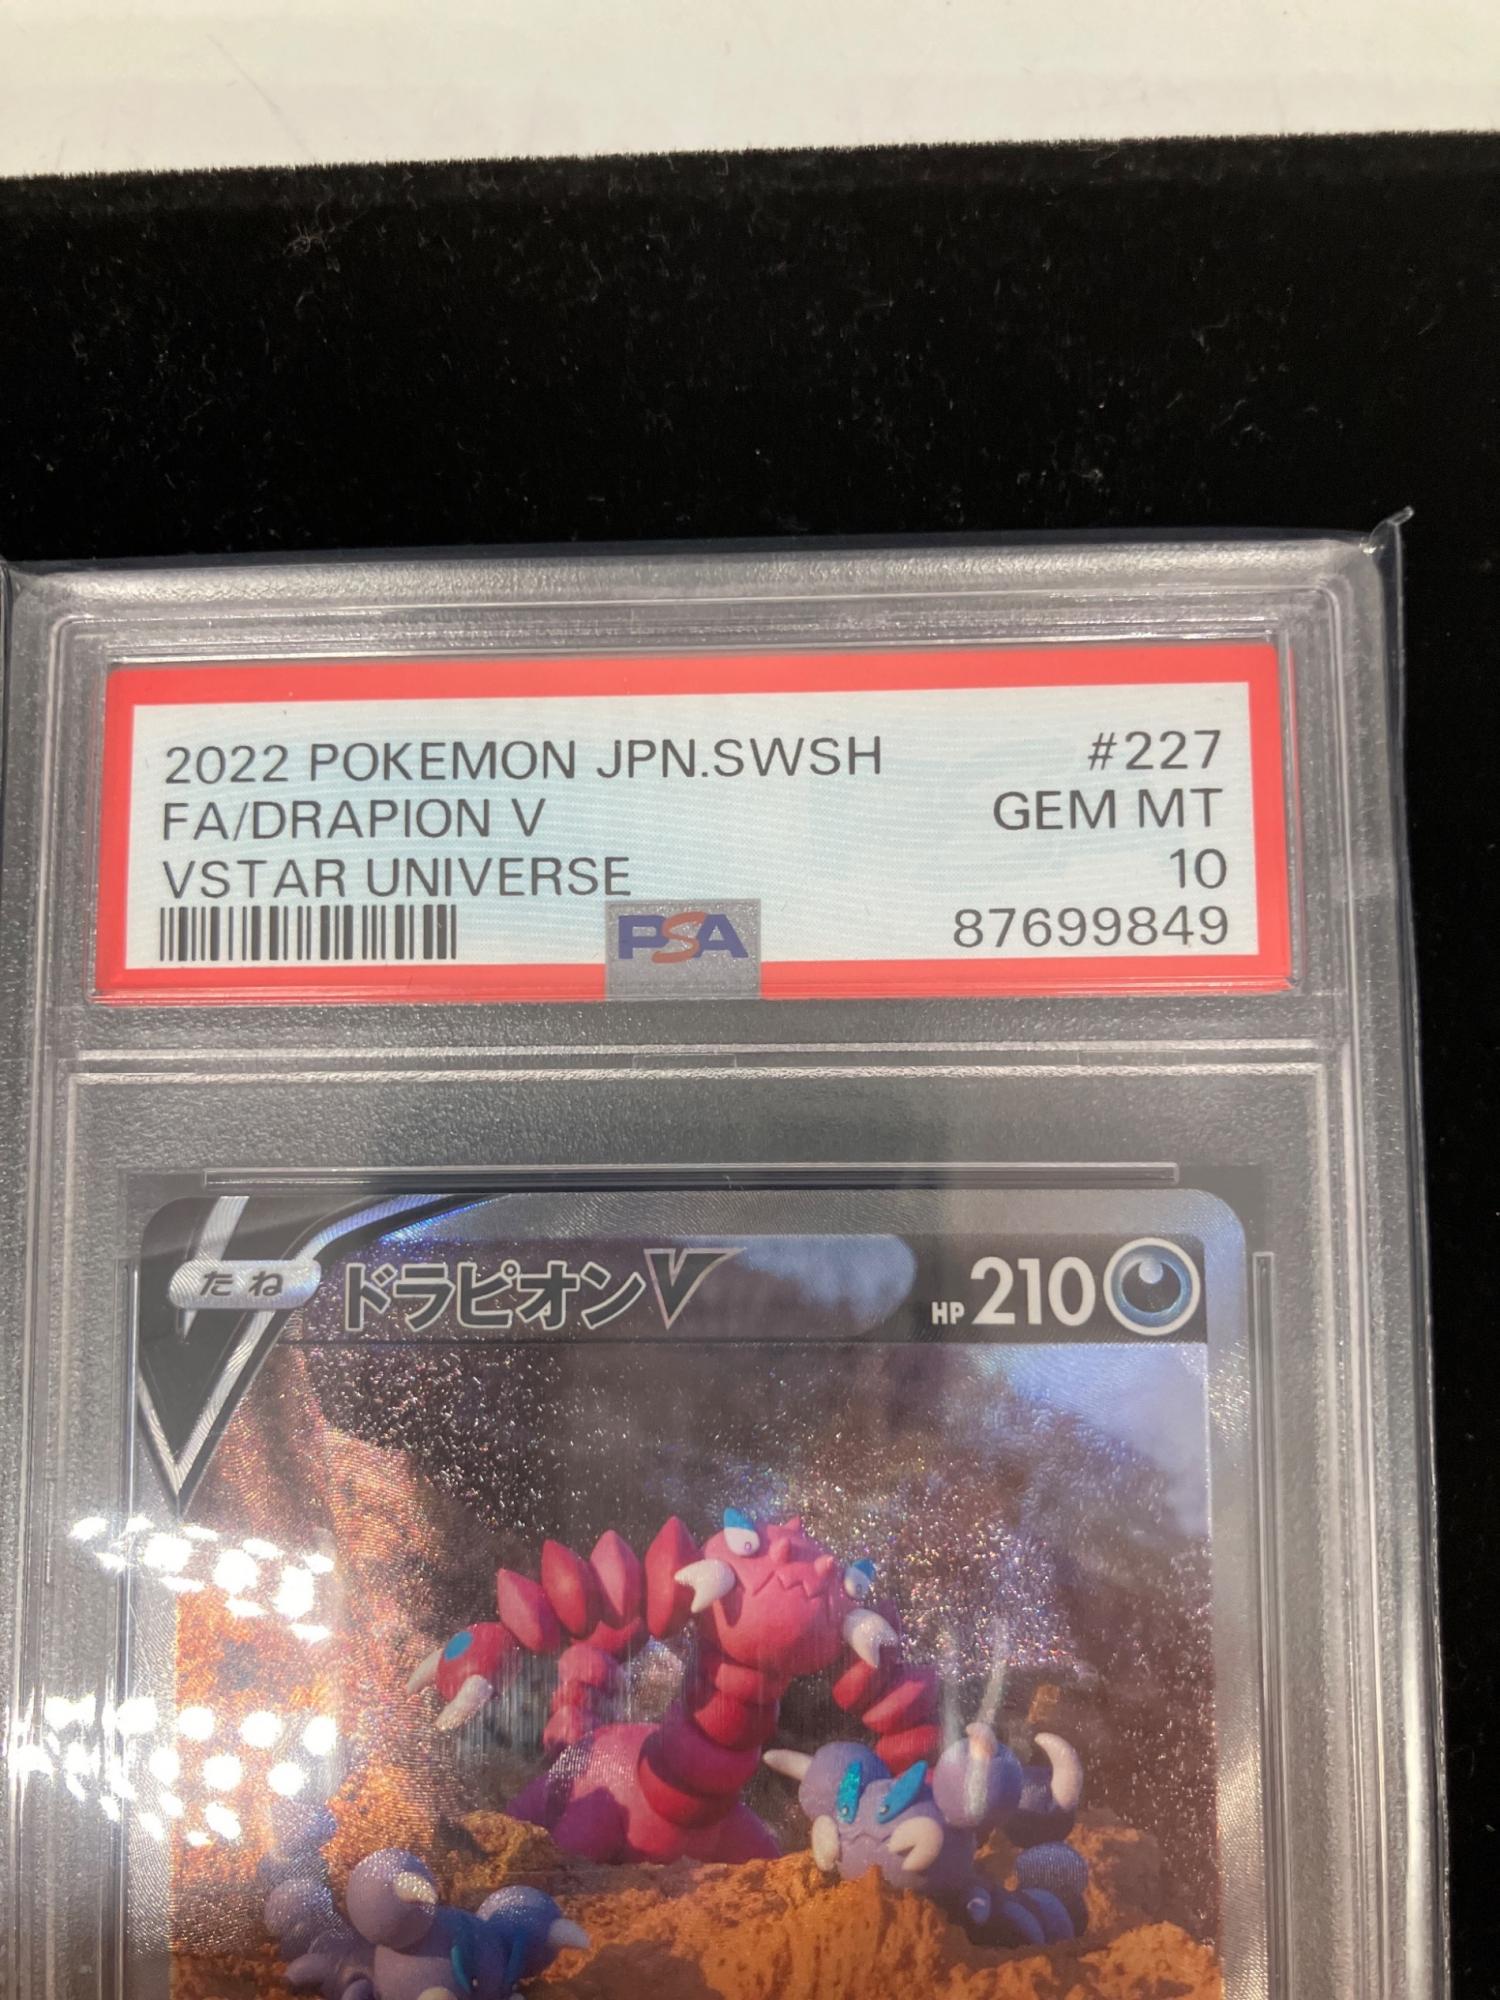 2022 POKEMON JPN.SWSH #227
FA/DRAPION V GEM MT
VSTAR UNIVERSE 10
PSA 87699849
たね ドラピオンV HP 210